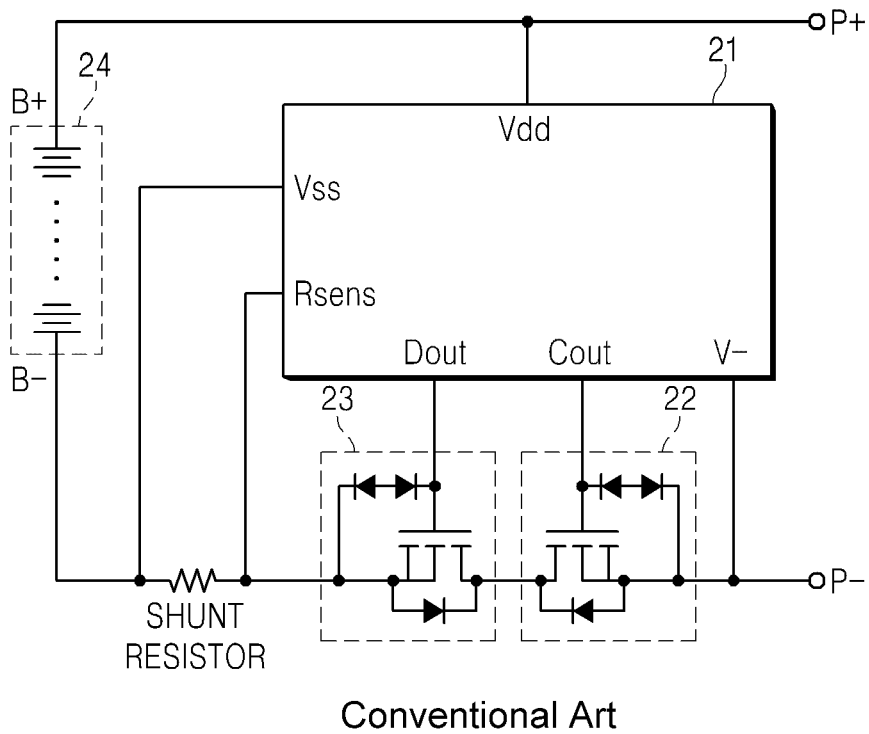 P+
24
21
B+
Vdd
Vss
Rsens
Dout
Cout
V-
B-
23
22
P-
SHUNT
RESISTOR
Conventional Art